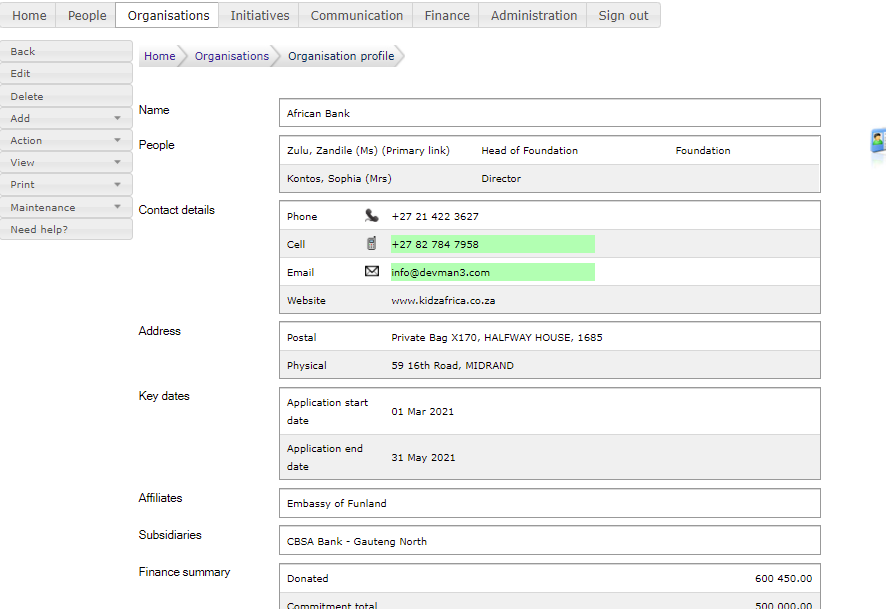 Home People Organisations Initiatives Communication Finance Administration Sign out
Back
Edit
Delete
Add
Action
View
Print
Maintenance
Need help?
Home Organisations Organisation profile
Name African Bank
People
Zulu, Zandile (Ms) (Primary link) Head of Foundation Foundation
Kontos, Sophia (Mrs) Director
Contact details
Phone +27 21 422 3627
Cell +27 82 784 7958
Email info@devman3.com
Website www.kidzafrica.co.za
Address
Postal Private Bag X170, HALFWAY HOUSE, 1685
Physical 59 16th Road, MIDRAND
Key dates
Application start
date 01 Mar 2021
Application end
date 31 May 2021
Affiliates Embassy of Funland
Subsidiaries CBSA Bank - Gauteng North
Finance summary
Donated 600 450.00
Commitment total 500 000.00